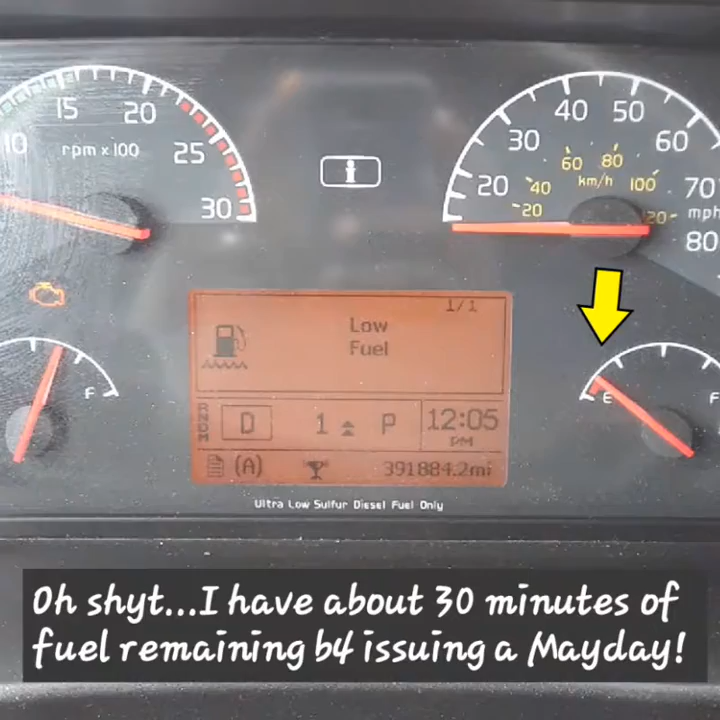 10 15 20 25 30
rpm x 100
20 30 40 50 60 70 80
mph
20 40 60 80 100 120
km/h
F
E F
1/1
Low
Fuel
RNDM D 1 P 12:05
PM
(A) 391884.2mi
Ultra Low Sulfur Diesel Fuel Only
Oh shyt...I have about 30 minutes of
fuel remaining b4 issuing a Mayday!